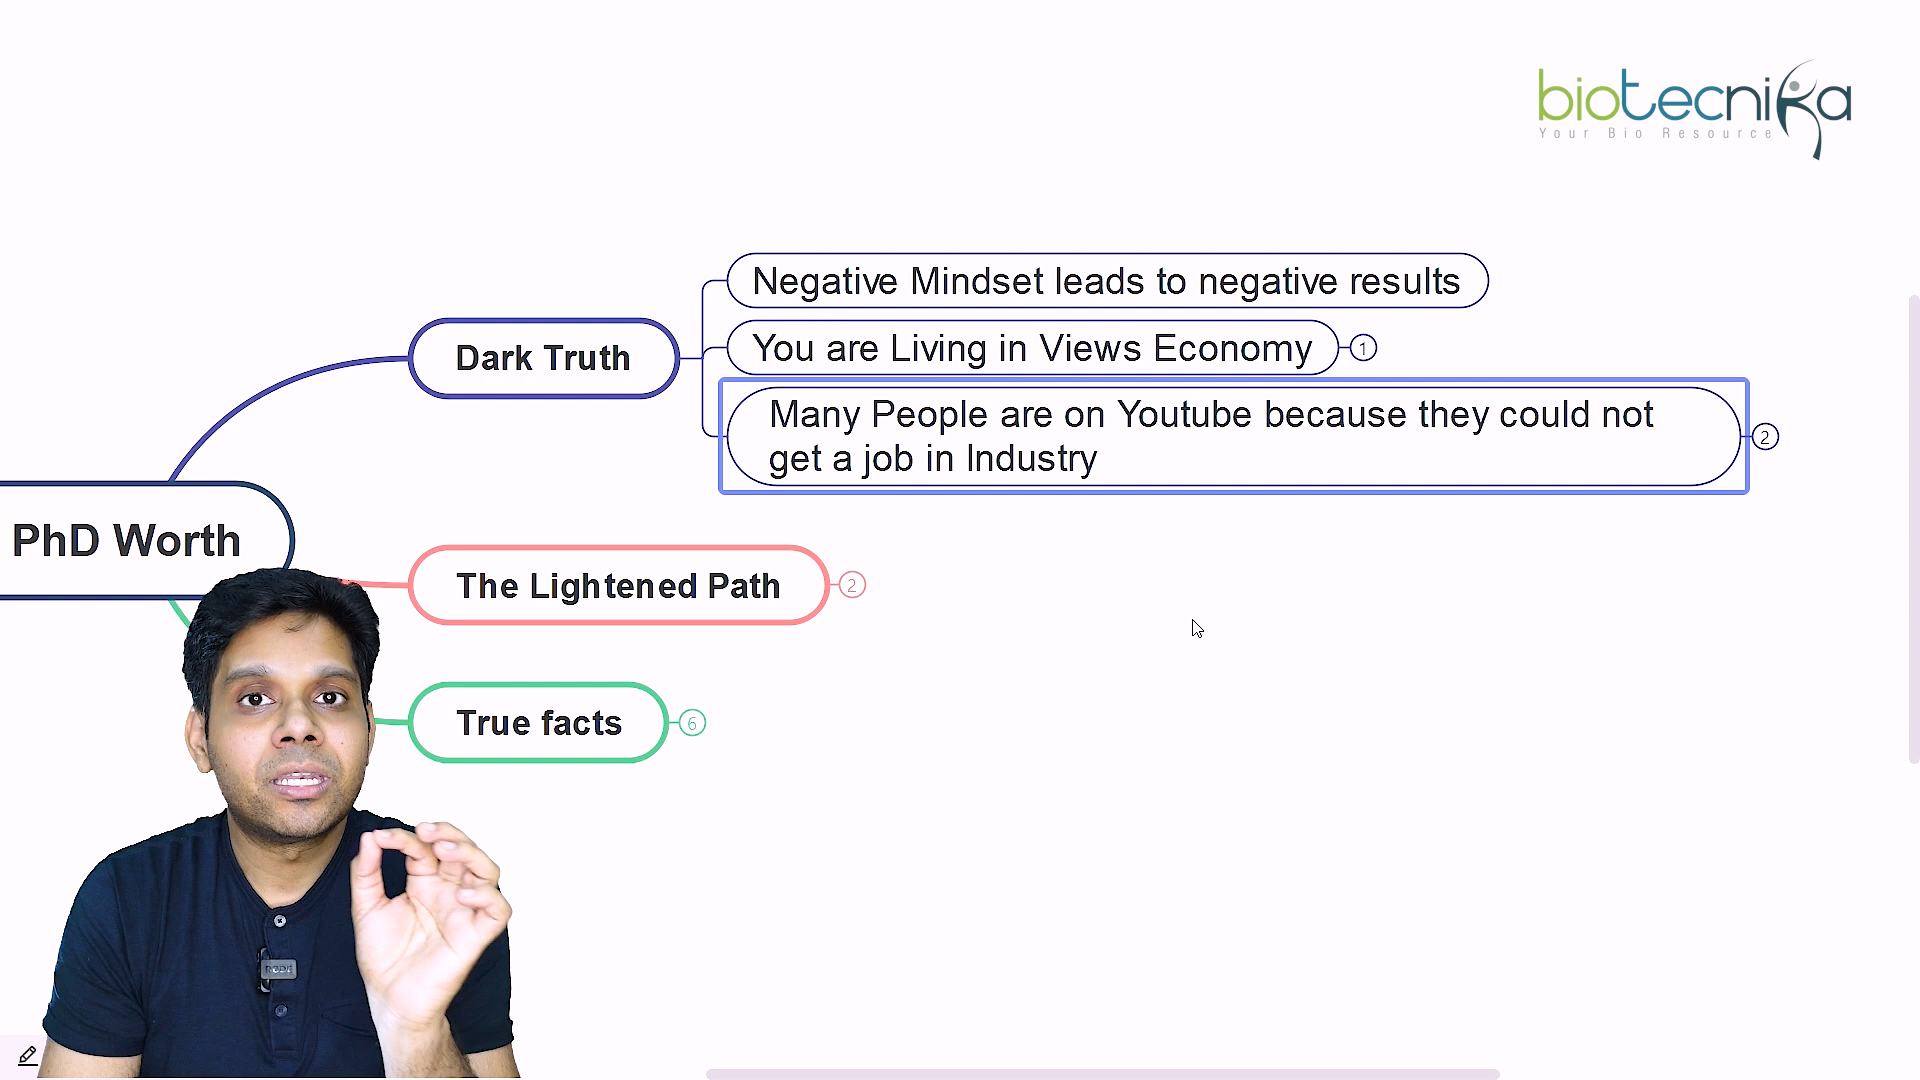 biotecnika
Your Bio Resource
Negative Mindset leads to negative results
You are Living in Views Economy
1
Dark Truth
Many People are on Youtube because they could not
get a job in Industry
2
PhD Worth
The Lightened Path
2
True facts
6
RØDE